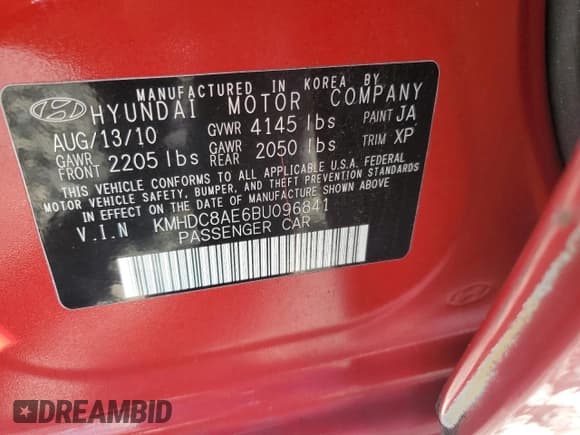 MANUFACTURED IN KOREA BY
HYUNDAI MOTOR COMPANY
AUG/13/10 GVWR 4145 lbs PAINT JA
GAWR FRONT 2205 lbs GAWR REAR 2050 lbs TRIM XP
THIS VEHICLE CONFORMS TO ALL APPLICABLE U.S.A. FEDERAL
MOTOR VEHICLE SAFETY, BUMPER, AND THEFT PREVENTION STANDARDS
IN EFFECT ON THE DATE OF MANUFACTURE SHOWN ABOVE
V.I.N KMHDC8AE6BU096841
PASSENGER CAR
DREAMBID